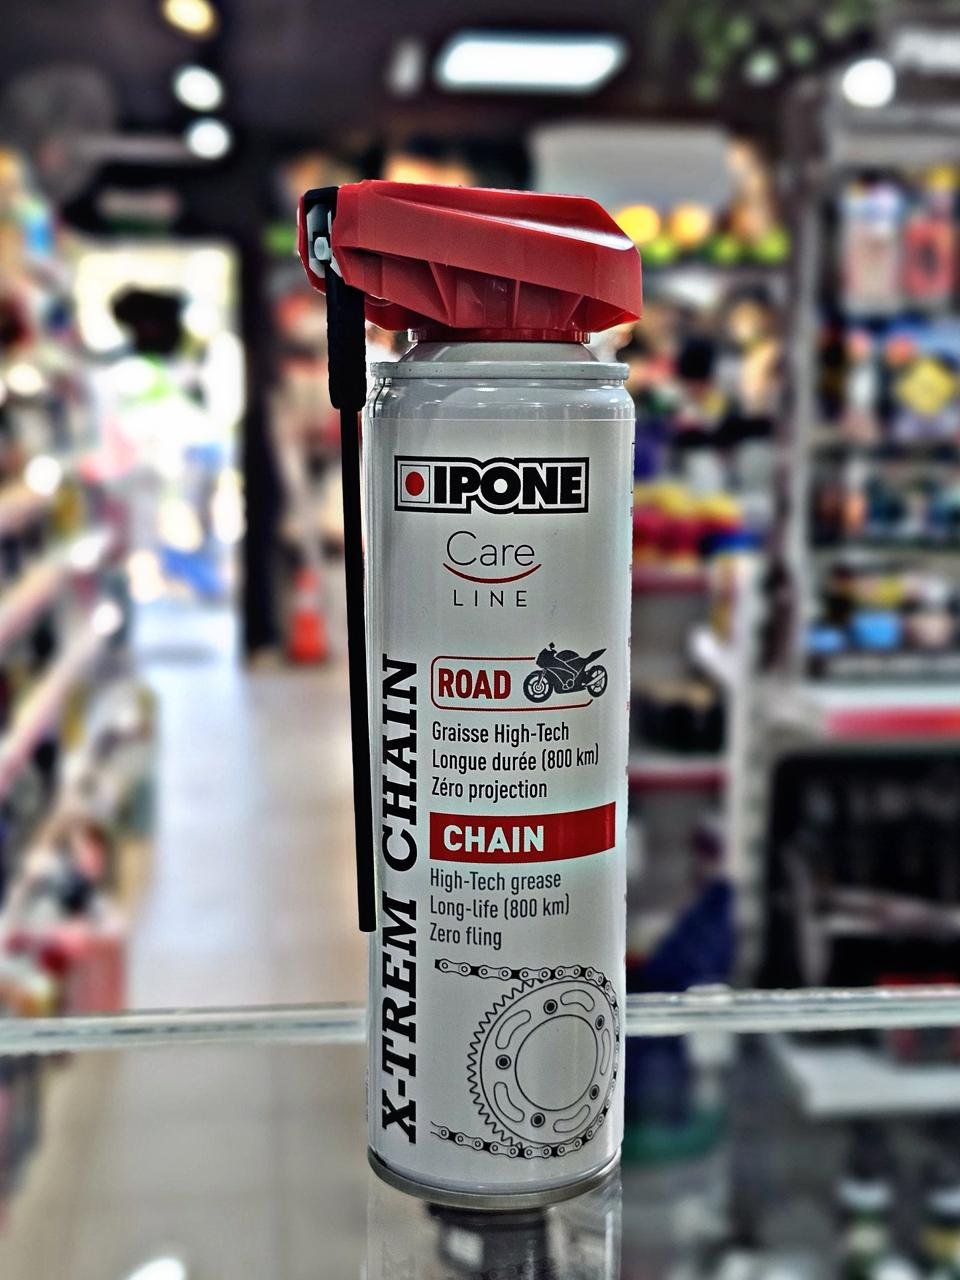 IPONE
Care
LINE
ROAD
Graisse High-Tech
Longue durée (800 km)
Zéro projection
CHAIN
High-Tech grease
Long-life (800 km)
Zero fling
X-TREM CHAIN